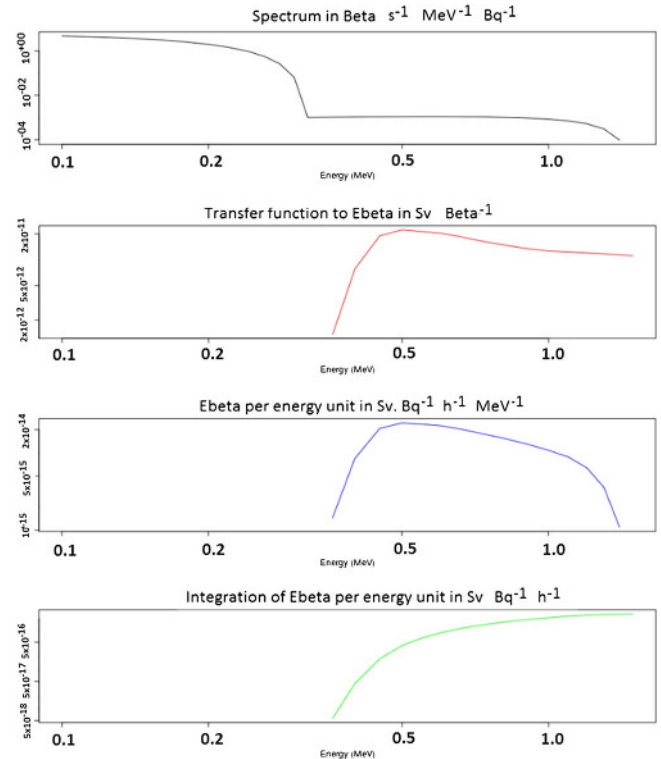 Spectrum in Beta s⁻¹ MeV⁻¹ Bq⁻¹
10⁺⁰⁰
10⁻⁰²
10⁻⁰⁴
0.1 0.2 0.5 1.0
Energy (MeV)
Transfer function to Ebeta in Sv Beta⁻¹
2x10⁻¹¹
5x10⁻¹²
2x10⁻¹²
0.1 0.2 0.5 1.0
Energy (MeV)
Ebeta per energy unit in Sv. Bq⁻¹ h⁻¹ MeV⁻¹
2x10⁻¹⁴
5x10⁻¹⁵
10⁻¹⁵
0.1 0.2 0.5 1.0
Energy (MeV)
Integration of Ebeta per energy unit in Sv Bq⁻¹ h⁻¹
5x10⁻¹⁶
5x10⁻¹⁷
5x10⁻¹⁸
0.1 0.2 0.5 1.0
Energy (MeV)